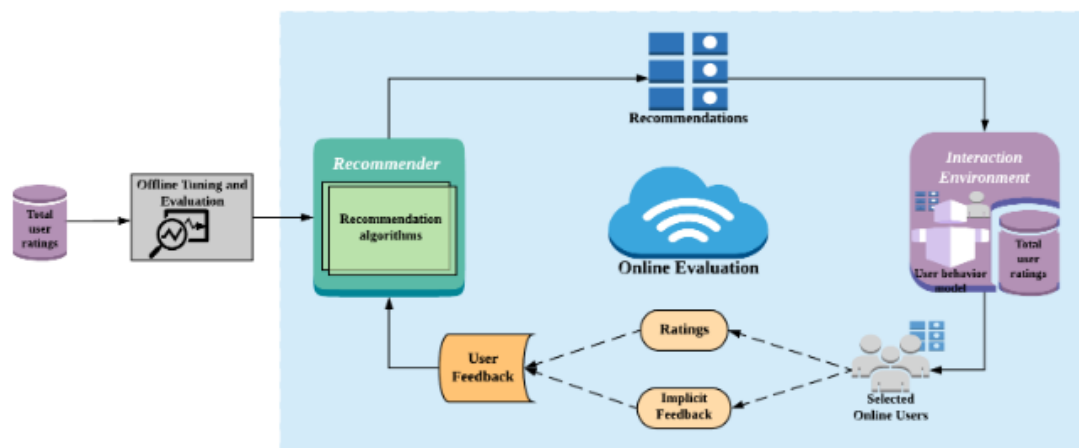 Recommendations
Recommender
Interaction
Environment
Offline Tuning and
Evaluation
Total
user
ratings
Recommendation
algorithms
Online Evaluation
Total
user
ratings
User behavior
model
Ratings
User
Feedback
Implicit
Feedback
Selected
Online Users